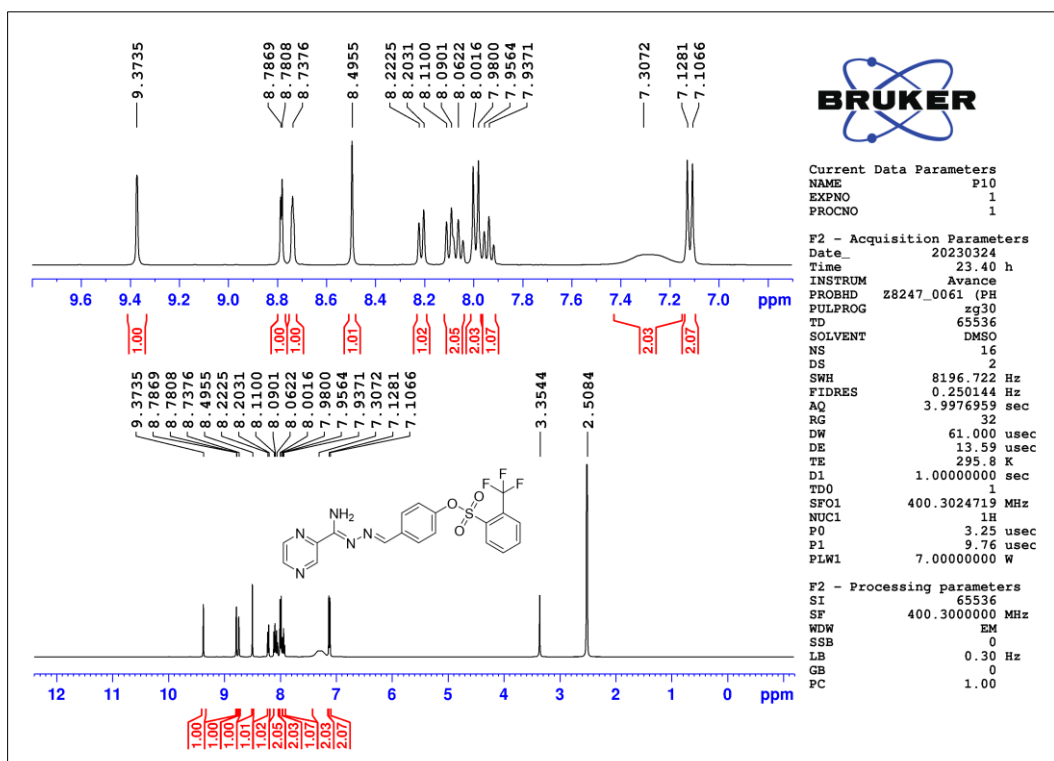 9.3735
8.7869
8.7808
8.7376
8.4955
8.2225
8.2031
8.1100
8.0901
8.0622
8.0016
7.9800
7.9564
7.9371
7.3072
7.1281
7.1066
9.6 9.4 9.2 9.0 8.8 8.6 8.4 8.2 8.0 7.8 7.6 7.4 7.2 7.0 ppm
1.00
1.00
1.00
1.01
1.02
2.05
2.03
1.07
2.03
2.07
9.3735
8.7869
8.7808
8.7376
8.4955
8.2225
8.2031
8.1100
8.0901
8.0622
8.0016
7.9800
7.9564
7.9371
7.3072
7.1281
7.1066
3.3544
2.5084
F
F
F
O
O
S
O
NH2
N
N
N
N
12 11 10 9 8 7 6 5 4 3 2 1 0 ppm
1.00
1.00
1.00
1.01
1.02
2.05
2.03
1.07
2.03
2.07
BRUKER
Current Data Parameters
NAME P10
EXPNO 1
PROCNO 1
F2 - Acquisition Parameters
Date_ 20230324
Time 23.40 h
INSTRUM Avance
PROBHD Z8247_0061 (PH
PULPROG zg30
TD 65536
SOLVENT DMSO
NS 16
DS 2
SWH 8196.722 Hz
FIDRES 0.250144 Hz
AQ 3.9976959 sec
RG 32
DW 61.000 usec
DE 13.59 usec
TE 295.8 K
D1 1.00000000 sec
TD0 1
SFO1 400.3024719 MHz
NUC1 1H
P0 3.25 usec
P1 9.76 usec
PLW1 7.00000000 W
F2 - Processing parameters
SI 65536
SF 400.3000000 MHz
WDW EM
SSB 0
LB 0.30 Hz
GB 0
PC 1.00